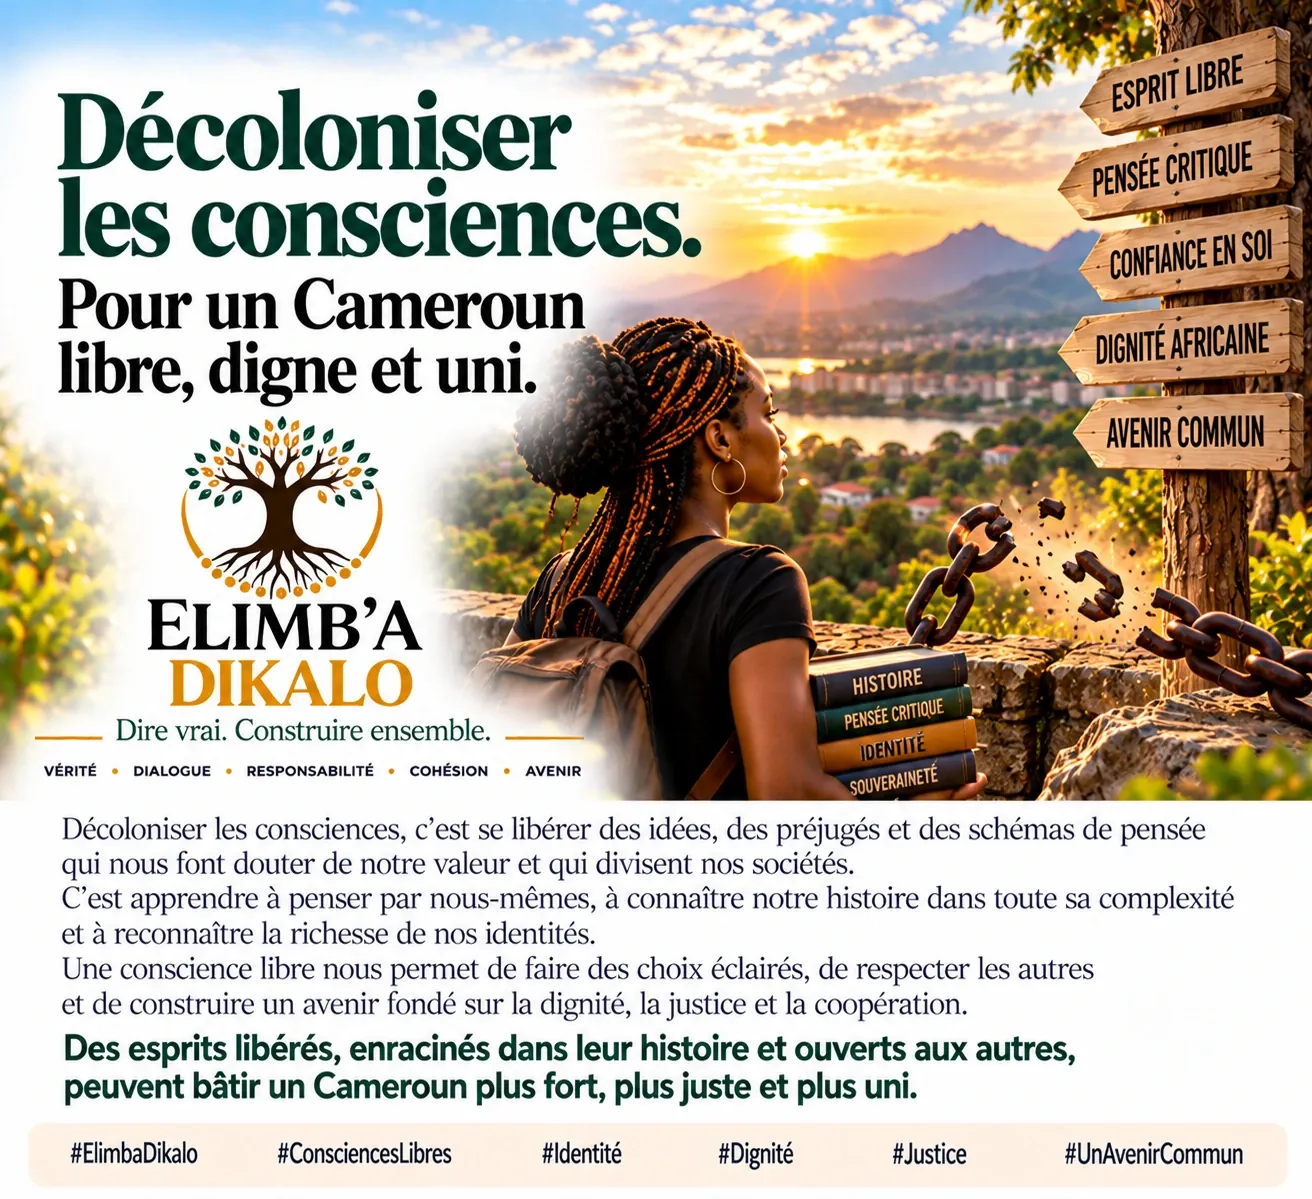 Décoloniser
les consciences.
Pour un Cameroun
libre, digne et uni.
ELIMB'A
DIKALO
Dire vrai. Construire ensemble.
VÉRITÉ • DIALOGUE • RESPONSABILITÉ • COHÉSION • AVENIR
ESPRIT LIBRE
PENSÉE CRITIQUE
CONFIANCE EN SOI
DIGNITÉ AFRICAINE
AVENIR COMMUN
HISTOIRE
PENSÉE CRITIQUE
IDENTITÉ
SOUVERAINETÉ
Décoloniser les consciences, c'est se libérer des idées, des préjugés et des schémas de pensée
qui nous font douter de notre valeur et qui divisent nos sociétés.
C'est apprendre à penser par nous-mêmes, à connaître notre histoire dans toute sa complexité
et à reconnaître la richesse de nos identités.
Une conscience libre nous permet de faire des choix éclairés, de respecter les autres
et de construire un avenir fondé sur la dignité, la justice et la coopération.
Des esprits libérés, enracinés dans leur histoire et ouverts aux autres,
peuvent bâtir un Cameroun plus fort, plus juste et plus uni.
#ElimbaDikalo #ConsciencesLibres #Identité #Dignité #Justice #UnAvenirCommun